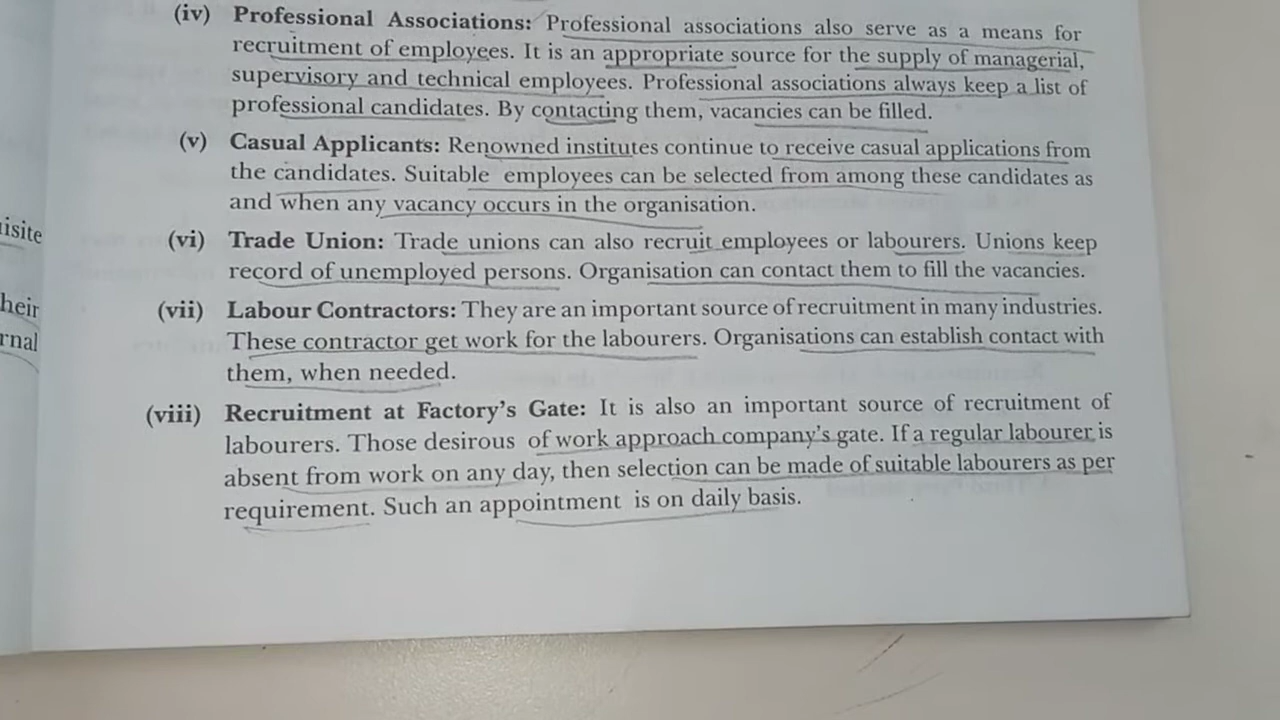 (iv) Professional Associations: Professional associations also serve as a means for
recruitment of employees. It is an appropriate source for the supply of managerial,
supervisory and technical employees. Professional associations always keep a list of
professional candidates. By contacting them, vacancies can be filled.
(v) Casual Applicants: Renowned institutes continue to receive casual applications from
the candidates. Suitable employees can be selected from among these candidates as
and when any vacancy occurs in the organisation.
(vi) Trade Union: Trade unions can also recruit employees or labourers. Unions keep
record of unemployed persons. Organisation can contact them to fill the vacancies.
(vii) Labour Contractors: They are an important source of recruitment in many industries.
These contractor get work for the labourers. Organisations can establish contact with
them, when needed.
(viii) Recruitment at Factory's Gate: It is also an important source of recruitment of
labourers. Those desirous of work approach company's gate. If a regular labourer is
absent from work on any day, then selection can be made of suitable labourers as per
requirement. Such an appointment is on daily basis.